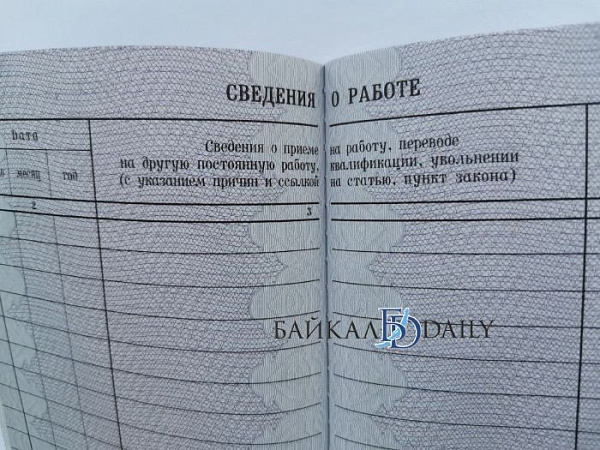 СВЕДЕНИЯ О РАБОТЕ
Дата
месяц год
Сведения о приеме на работу, переводе
на другую постоянную работу, квалификации, увольнении
(с указанием причин и ссылкой на статью, пункт закона)
2 3
БАЙКАЛ BD DAILY